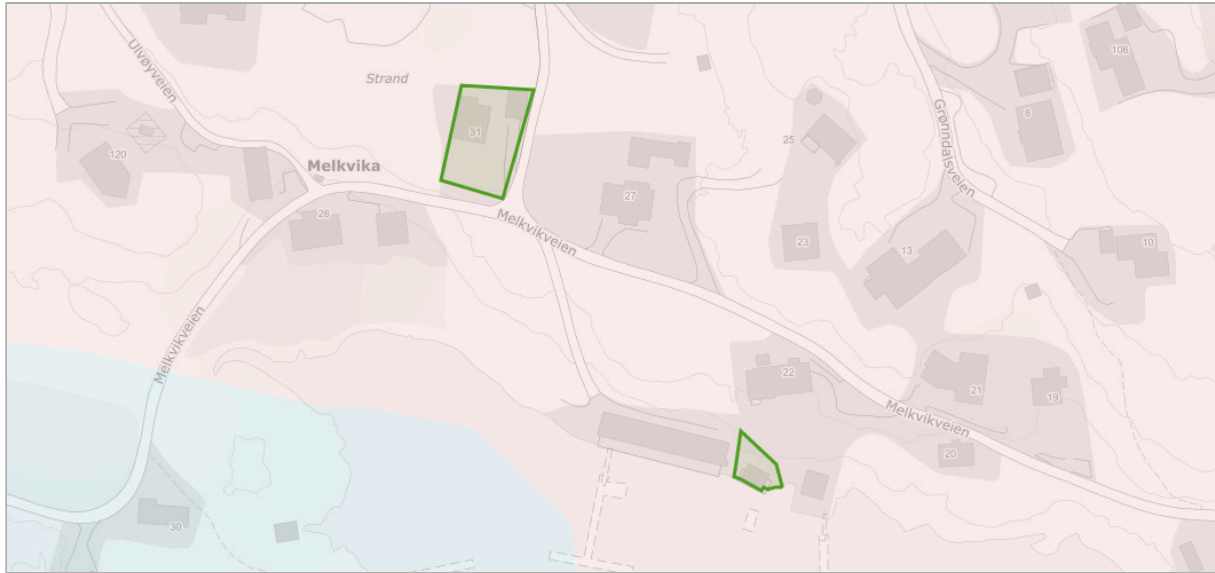 106
Ulvøyveien
Strand
8
Grønndalsveien
31
25
120
Melkvika
27
26
Melkvikveien
23
13
10
Melkvikveien
22
21
19
Melkvikveien
20
30